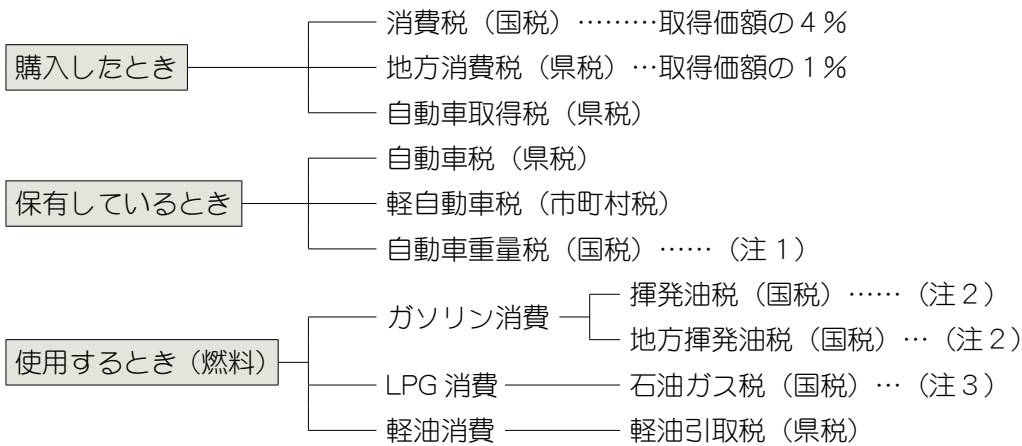 購入したとき
消費税（国税）………取得価額の４％
地方消費税（県税）…取得価額の１％
自動車取得税（県税）
保有しているとき
自動車税（県税）
軽自動車税（市町村税）
自動車重量税（国税）……（注１）
使用するとき（燃料）
ガソリン消費
揮発油税（国税）……（注２）
地方揮発油税（国税）…（注２）
LPG 消費
石油ガス税（国税）…（注３）
軽油消費
軽油引取税（県税）